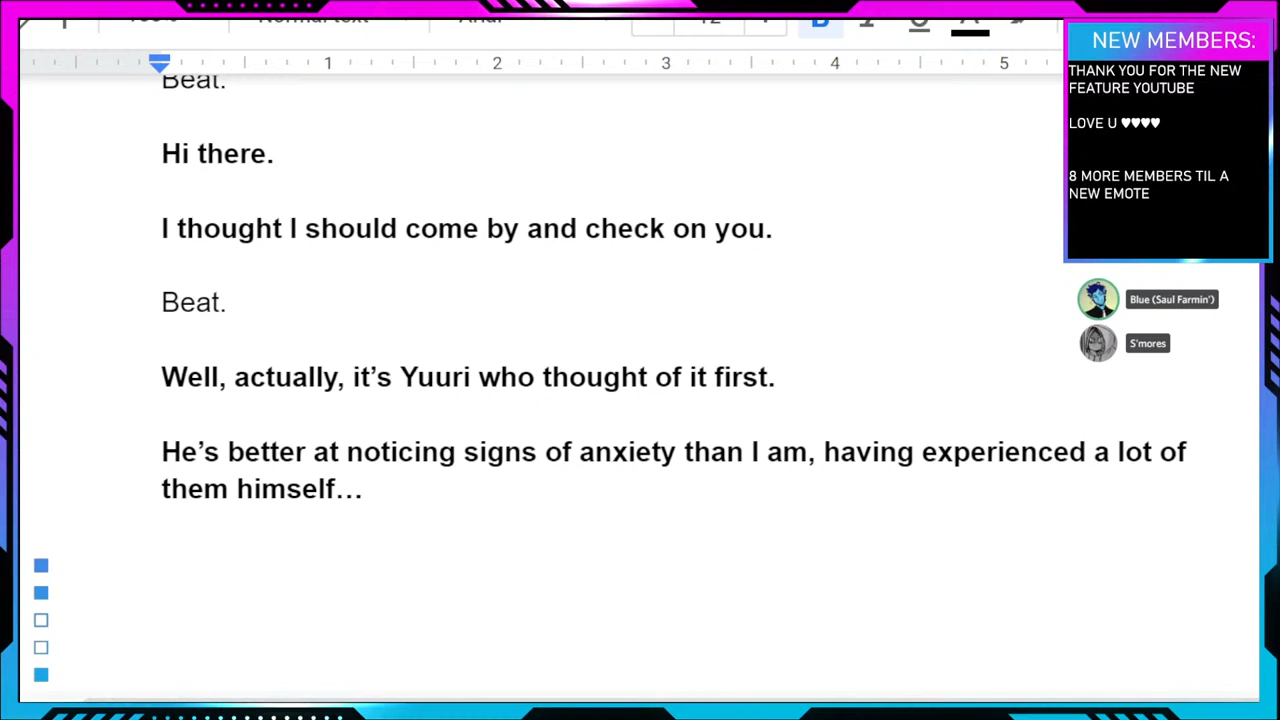 Normal text
12
NEW MEMBERS:
1
2
3
4
5
THANK YOU FOR THE NEW
FEATURE YOUTUBE
LOVE U ♥♥♥♥
8 MORE MEMBERS TIL A
NEW EMOTE
Beat.
Hi there.
I thought I should come by and check on you.
Beat.
Blue (Saul Farmin')
S'mores
Well, actually, it’s Yuuri who thought of it first.
He’s better at noticing signs of anxiety than I am, having experienced a lot of
them himself…